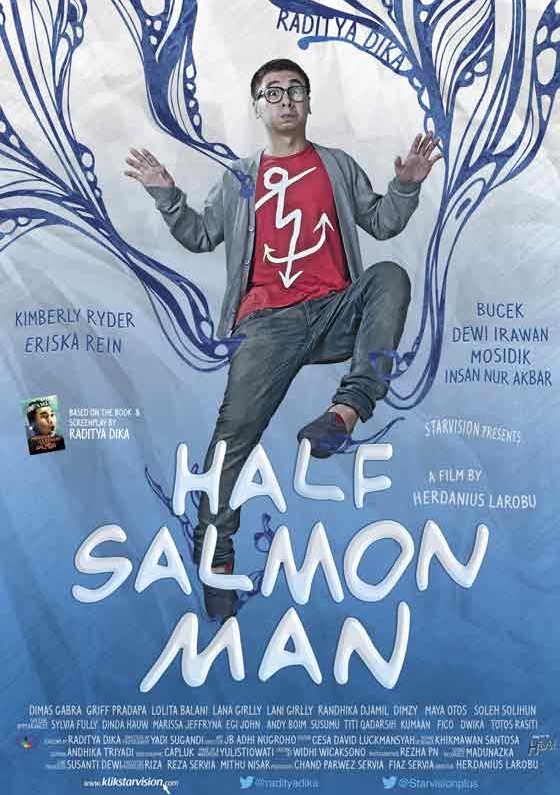 RADITYA DIKA
KIMBERLY RYDER
ERISKA REIN
BUCEK
DEWI IRAWAN
MOSIDIK
INSAN NUR AKBAR
BASED ON THE BOOK &
SCREENPLAY BY
RADITYA DIKA
STARVISION PRESENTS
A FILM BY
HERDANIUS LAROBU
HALF
SALMON
MAN
DIMAS GABRA GRIFF PRADAPA LOLITA BALANI LANA GIRLLY LANI GIRLLY RANDHIKA DJAMIL DIMZY MAYA OTOS SOLEH SOLIHUN
SYLVIA FULLY DINDA HAUW MARISSA JEFFRYNA EGI JOHN ANDY BOIM SUSUMU TITI QADARSIH KUMAAN FICO DWIKA TOTOS RASITI
RADITYA DIKA YADI SUGANDI JB ADHI NUGROHO CESA DAVID LUCKMANSYAH KHIKMAWAN SANTOSA
ANDHIKA TRIYADI CAPLUK YULISTIOWATI WIDHI WICAKSONO REZHA PN MADUNAZKA
SUSANTI DEWI RIZA REZA SERVIA MITHU NISAR CHAND PARWEZ SERVIA FIAZ SERVIA HERDANIUS LAROBU
www.klikstarvision.com @radityadika @Starvisionplus